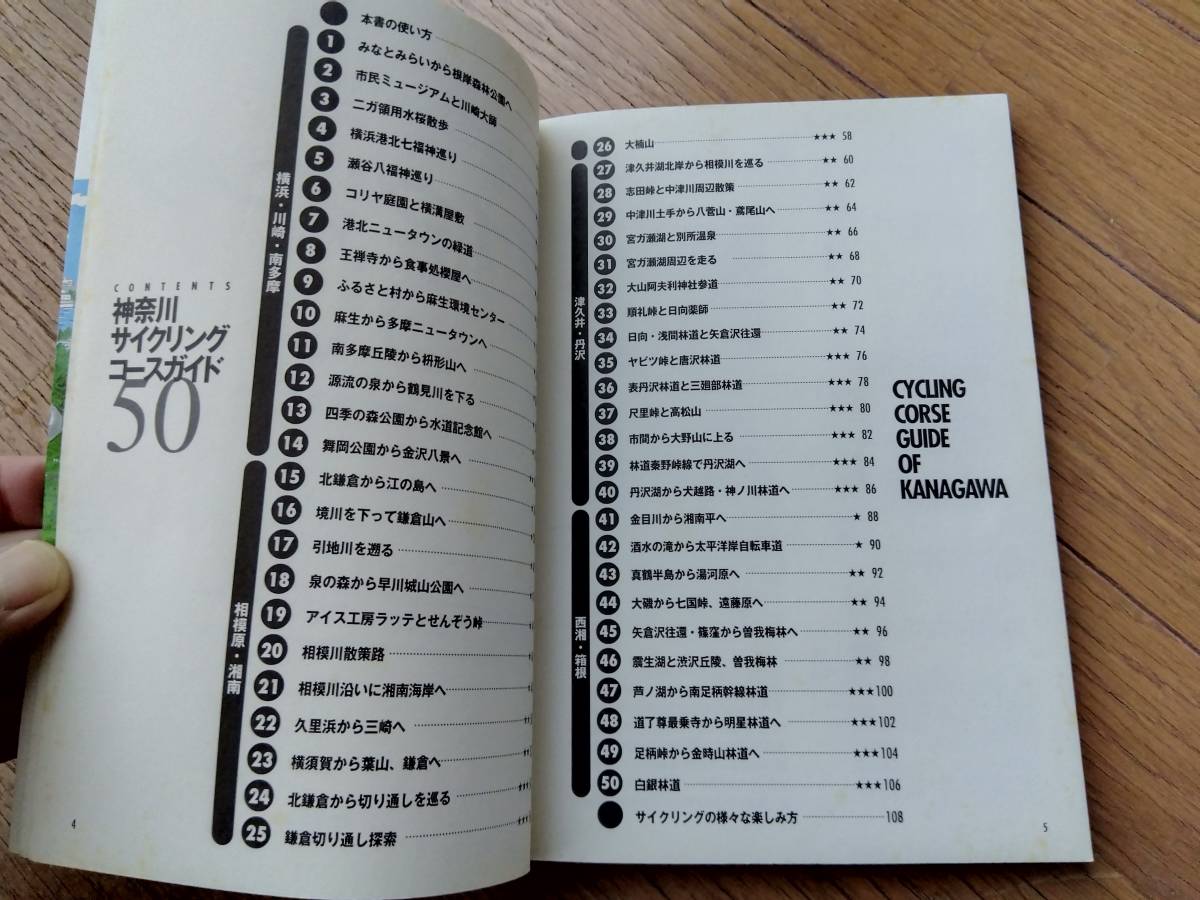 CONTENTS
神奈川
サイクリング
コースガイド
50
本書の使い方
横浜・川崎・南多摩
1 みなとみらいから根岸森林公園へ
2 市民ミュージアムと川崎大師
3 二ガ領用水桜散歩
4 横浜港北七福神巡り
5 瀬谷八福神巡り
6 コリヤ庭園と横溝屋敷
7 港北ニュータウンの緑道
8 王禅寺から食事処櫻屋へ
9 ふるさと村から麻生環境センター
10 麻生から多摩ニュータウンへ
11 南多摩丘陵から枡形山へ
12 源流の泉から鶴見川を下る
13 四季の森公園から水道記念館へ
14 舞岡公園から金沢八景へ
相模原・湘南
15 北鎌倉から江の島へ
16 境川を下って鎌倉山へ
17 引地川を遡る
18 泉の森から早川城山公園へ
19 アイス工房ラッテとせんぞう峠
20 相模川散策路
21 相模川沿いに湘南海岸へ
22 久里浜から三崎へ
23 横須賀から葉山、鎌倉へ
24 北鎌倉から切り通しを巡る
25 鎌倉切り通し探索
4
26 大楠山 ★★★ 58
津久井・丹沢
27 津久井湖北岸から相模川を巡る ★★ 60
28 志田峠と中津川周辺散策 ★★ 62
29 中津川土手から八菅山・鳶尾山へ ★★ 64
30 宮ガ瀬湖と別所温泉 ★★ 66
31 宮ガ瀬湖周辺を走る ★★ 68
32 大山阿夫利神社参道 ★★ 70
33 順礼峠と日向薬師 ★★ 72
34 日向・浅間林道と矢倉沢往還 ★★ 74
35 ヤビツ峠と唐沢林道 ★★★ 76
36 表丹沢林道と三廻部林道 ★★★ 78
37 尺里峠と高松山 ★★★ 80
38 市間から大野山に上る ★★★ 82
39 林道秦野峠線で丹沢湖へ ★★★ 84
40 丹沢湖から犬越路・神ノ川林道へ ★★★ 86
西湘・箱根
41 金目川から湘南平へ ★ 88
42 酒水の滝から太平洋岸自転車道 ★ 90
43 真鶴半島から湯河原へ ★★ 92
44 大磯から七国峠、遠藤原へ ★★ 94
45 矢倉沢往還・篠窪から曽我梅林へ ★★ 96
46 震生湖と渋沢丘陵、曽我梅林 ★★ 98
47 芦ノ湖から南足柄幹線林道 ★★★100
48 道了尊最乗寺から明星林道へ ★★★102
49 足柄峠から金時山林道へ ★★★104
50 白銀林道 ★★★106
サイクリングの様々な楽しみ方 108
CYCLING
CORSE
GUIDE
OF
KANAGAWA
5